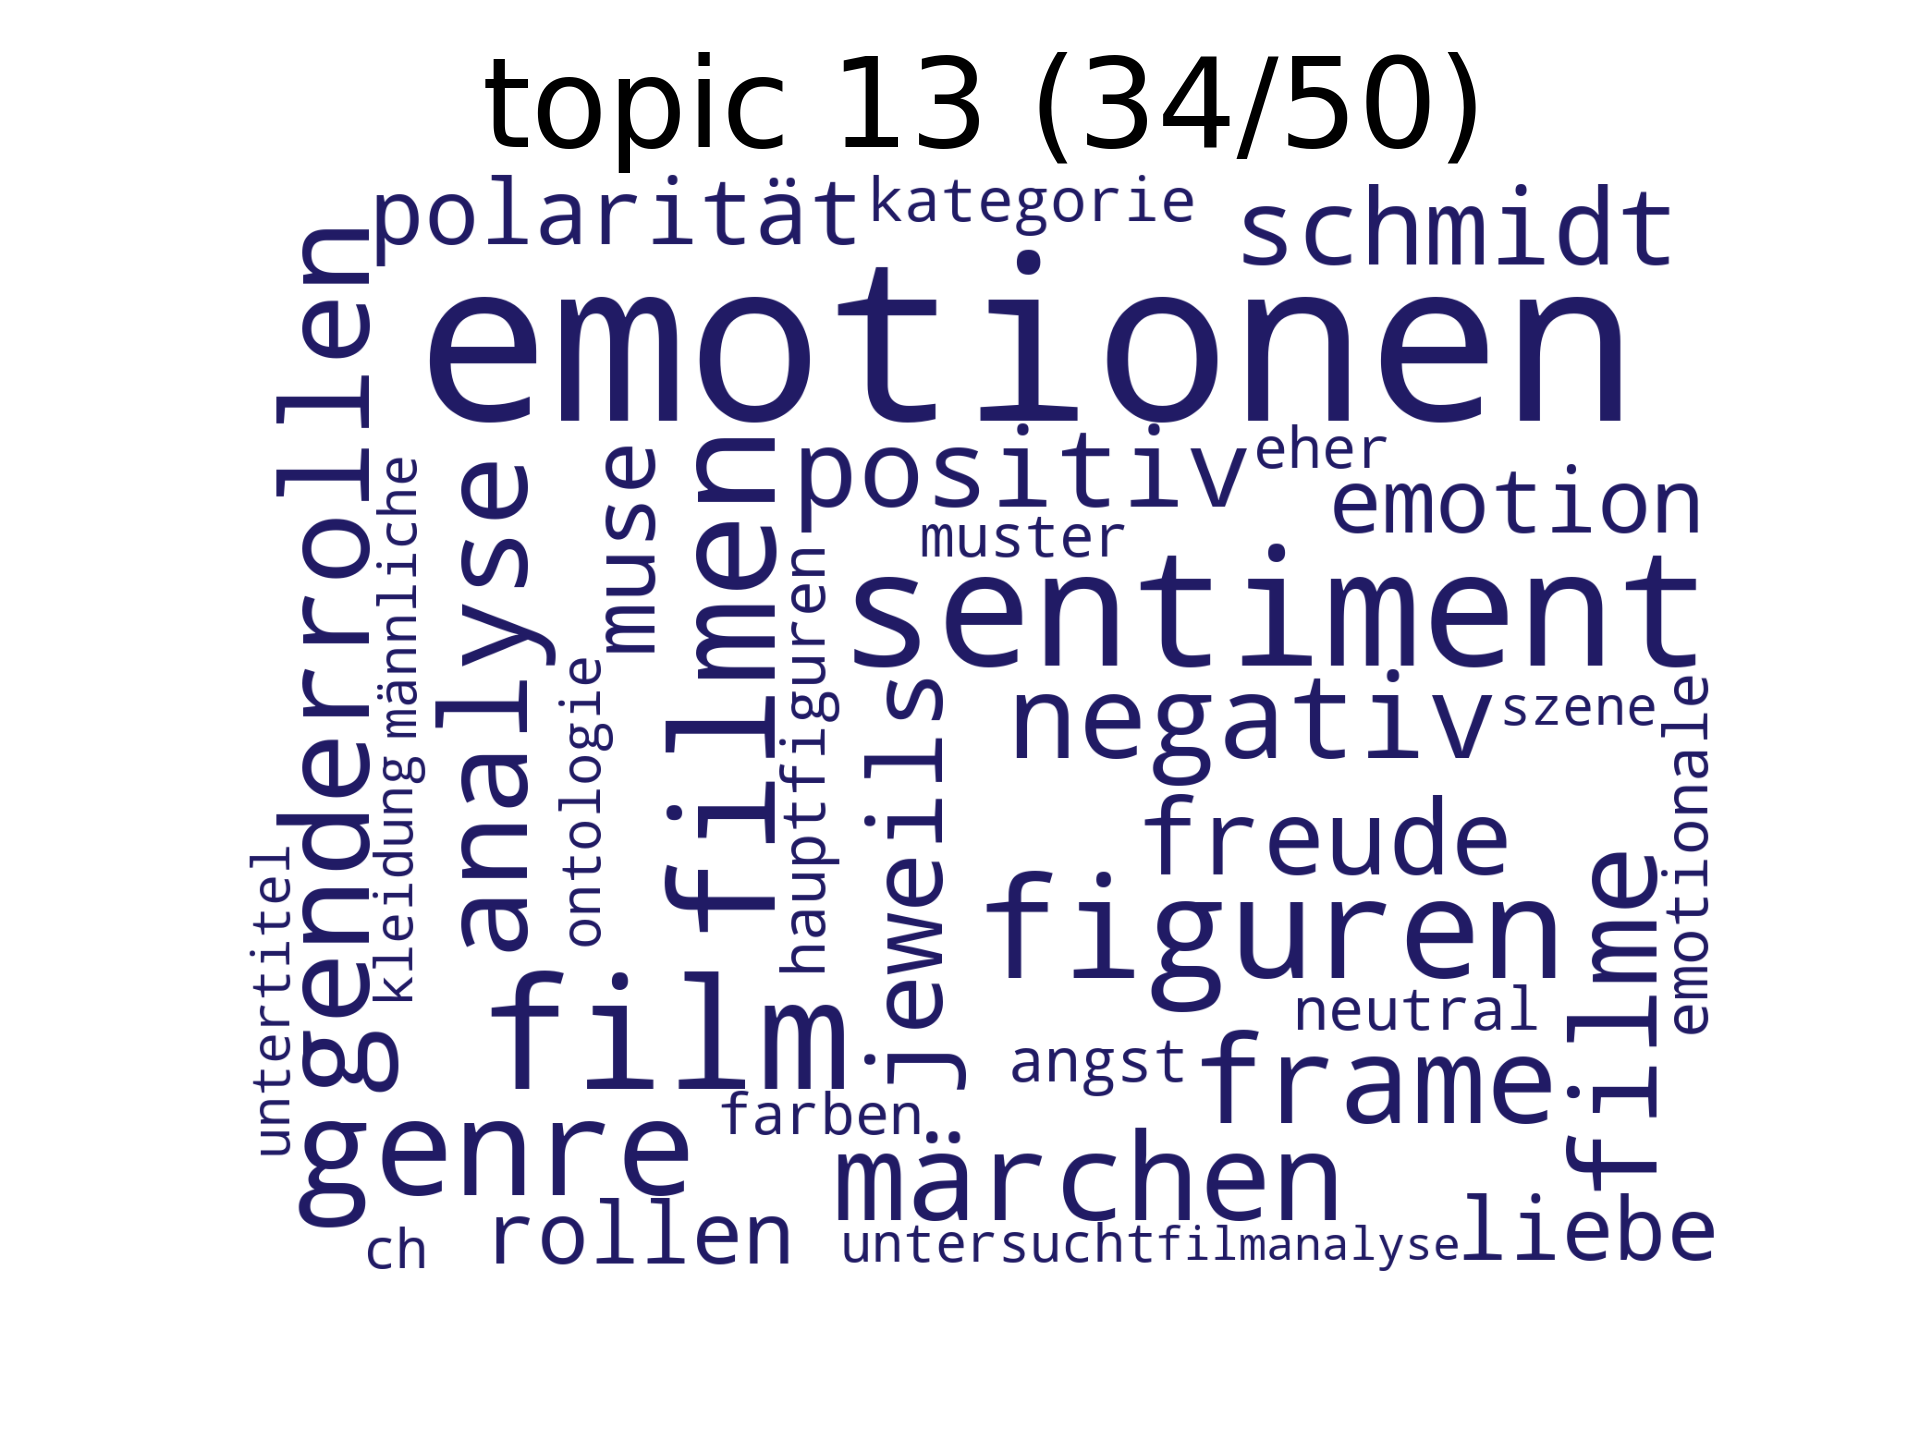 topic 13 (34/50)
polarität
kategorie
schmidt
emotionen
genderrollen
männliche
analyse
muse
filmen
positiv
eher
emotion
muster
sentiment
ontologie
hauptfiguren
jeweils
negativ
szene
emotionale
kleidung
freude
untertitel
figuren
filme
film
neutral
angst
frame
farben
genre
märchen
ch
rollen
untersucht
filmanalyse
liebe